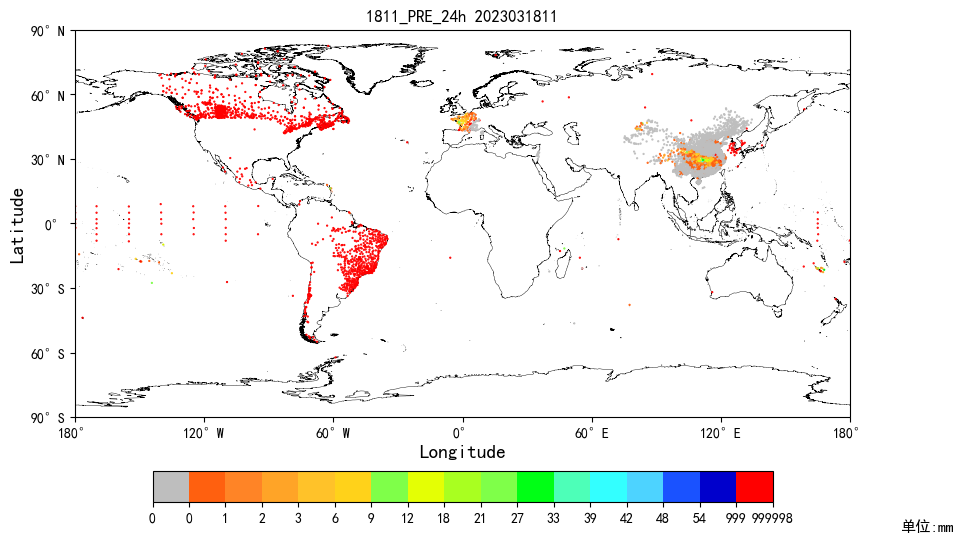 1811_PRE_24h 2023031811
90° N
60° N
30° N
0°
30° S
60° S
90° S
Latitude
180° 120° W 60° W 0° 60° E 120° E 180°
Longitude
0 0 1 2 3 6 9 12 18 21 27 33 39 42 48 54 999 999998
单位:mm